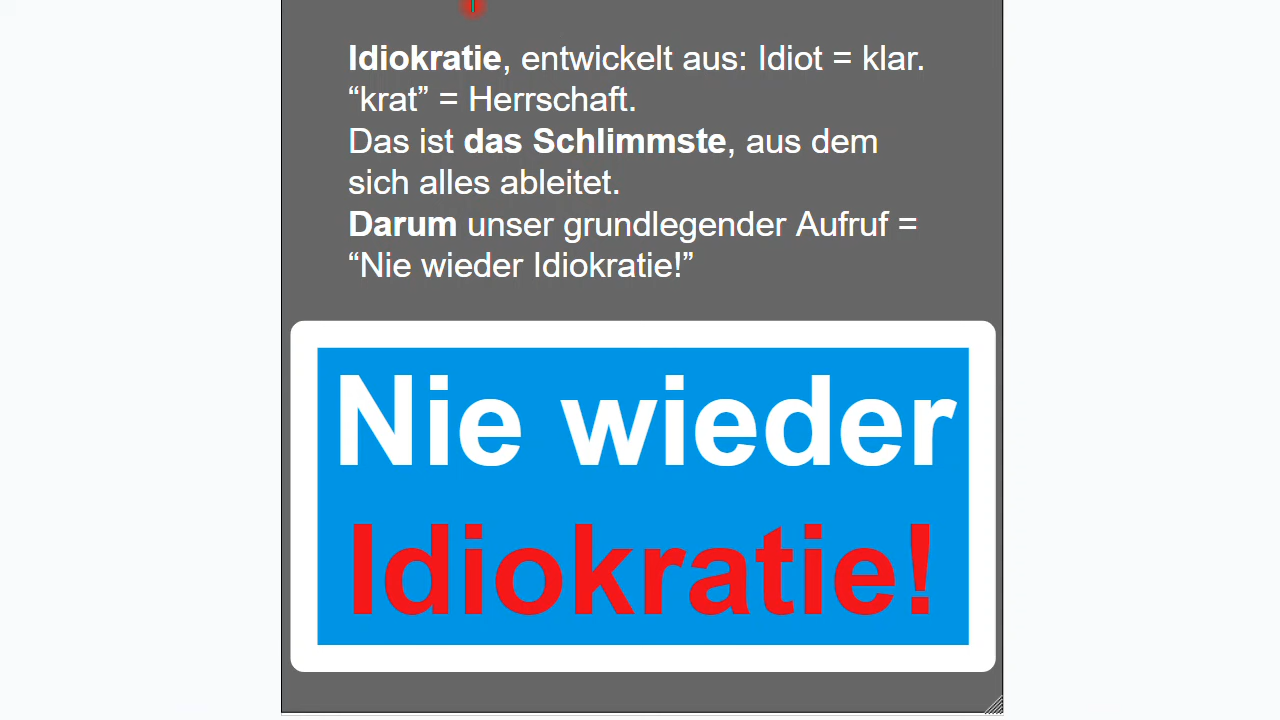 Idiokratie, entwickelt aus: Idiot = klar.
“krat” = Herrschaft.
Das ist das Schlimmste, aus dem
sich alles ableitet.
Darum unser grundlegender Aufruf =
“Nie wieder Idiokratie!”
Nie wieder
Idiokratie!